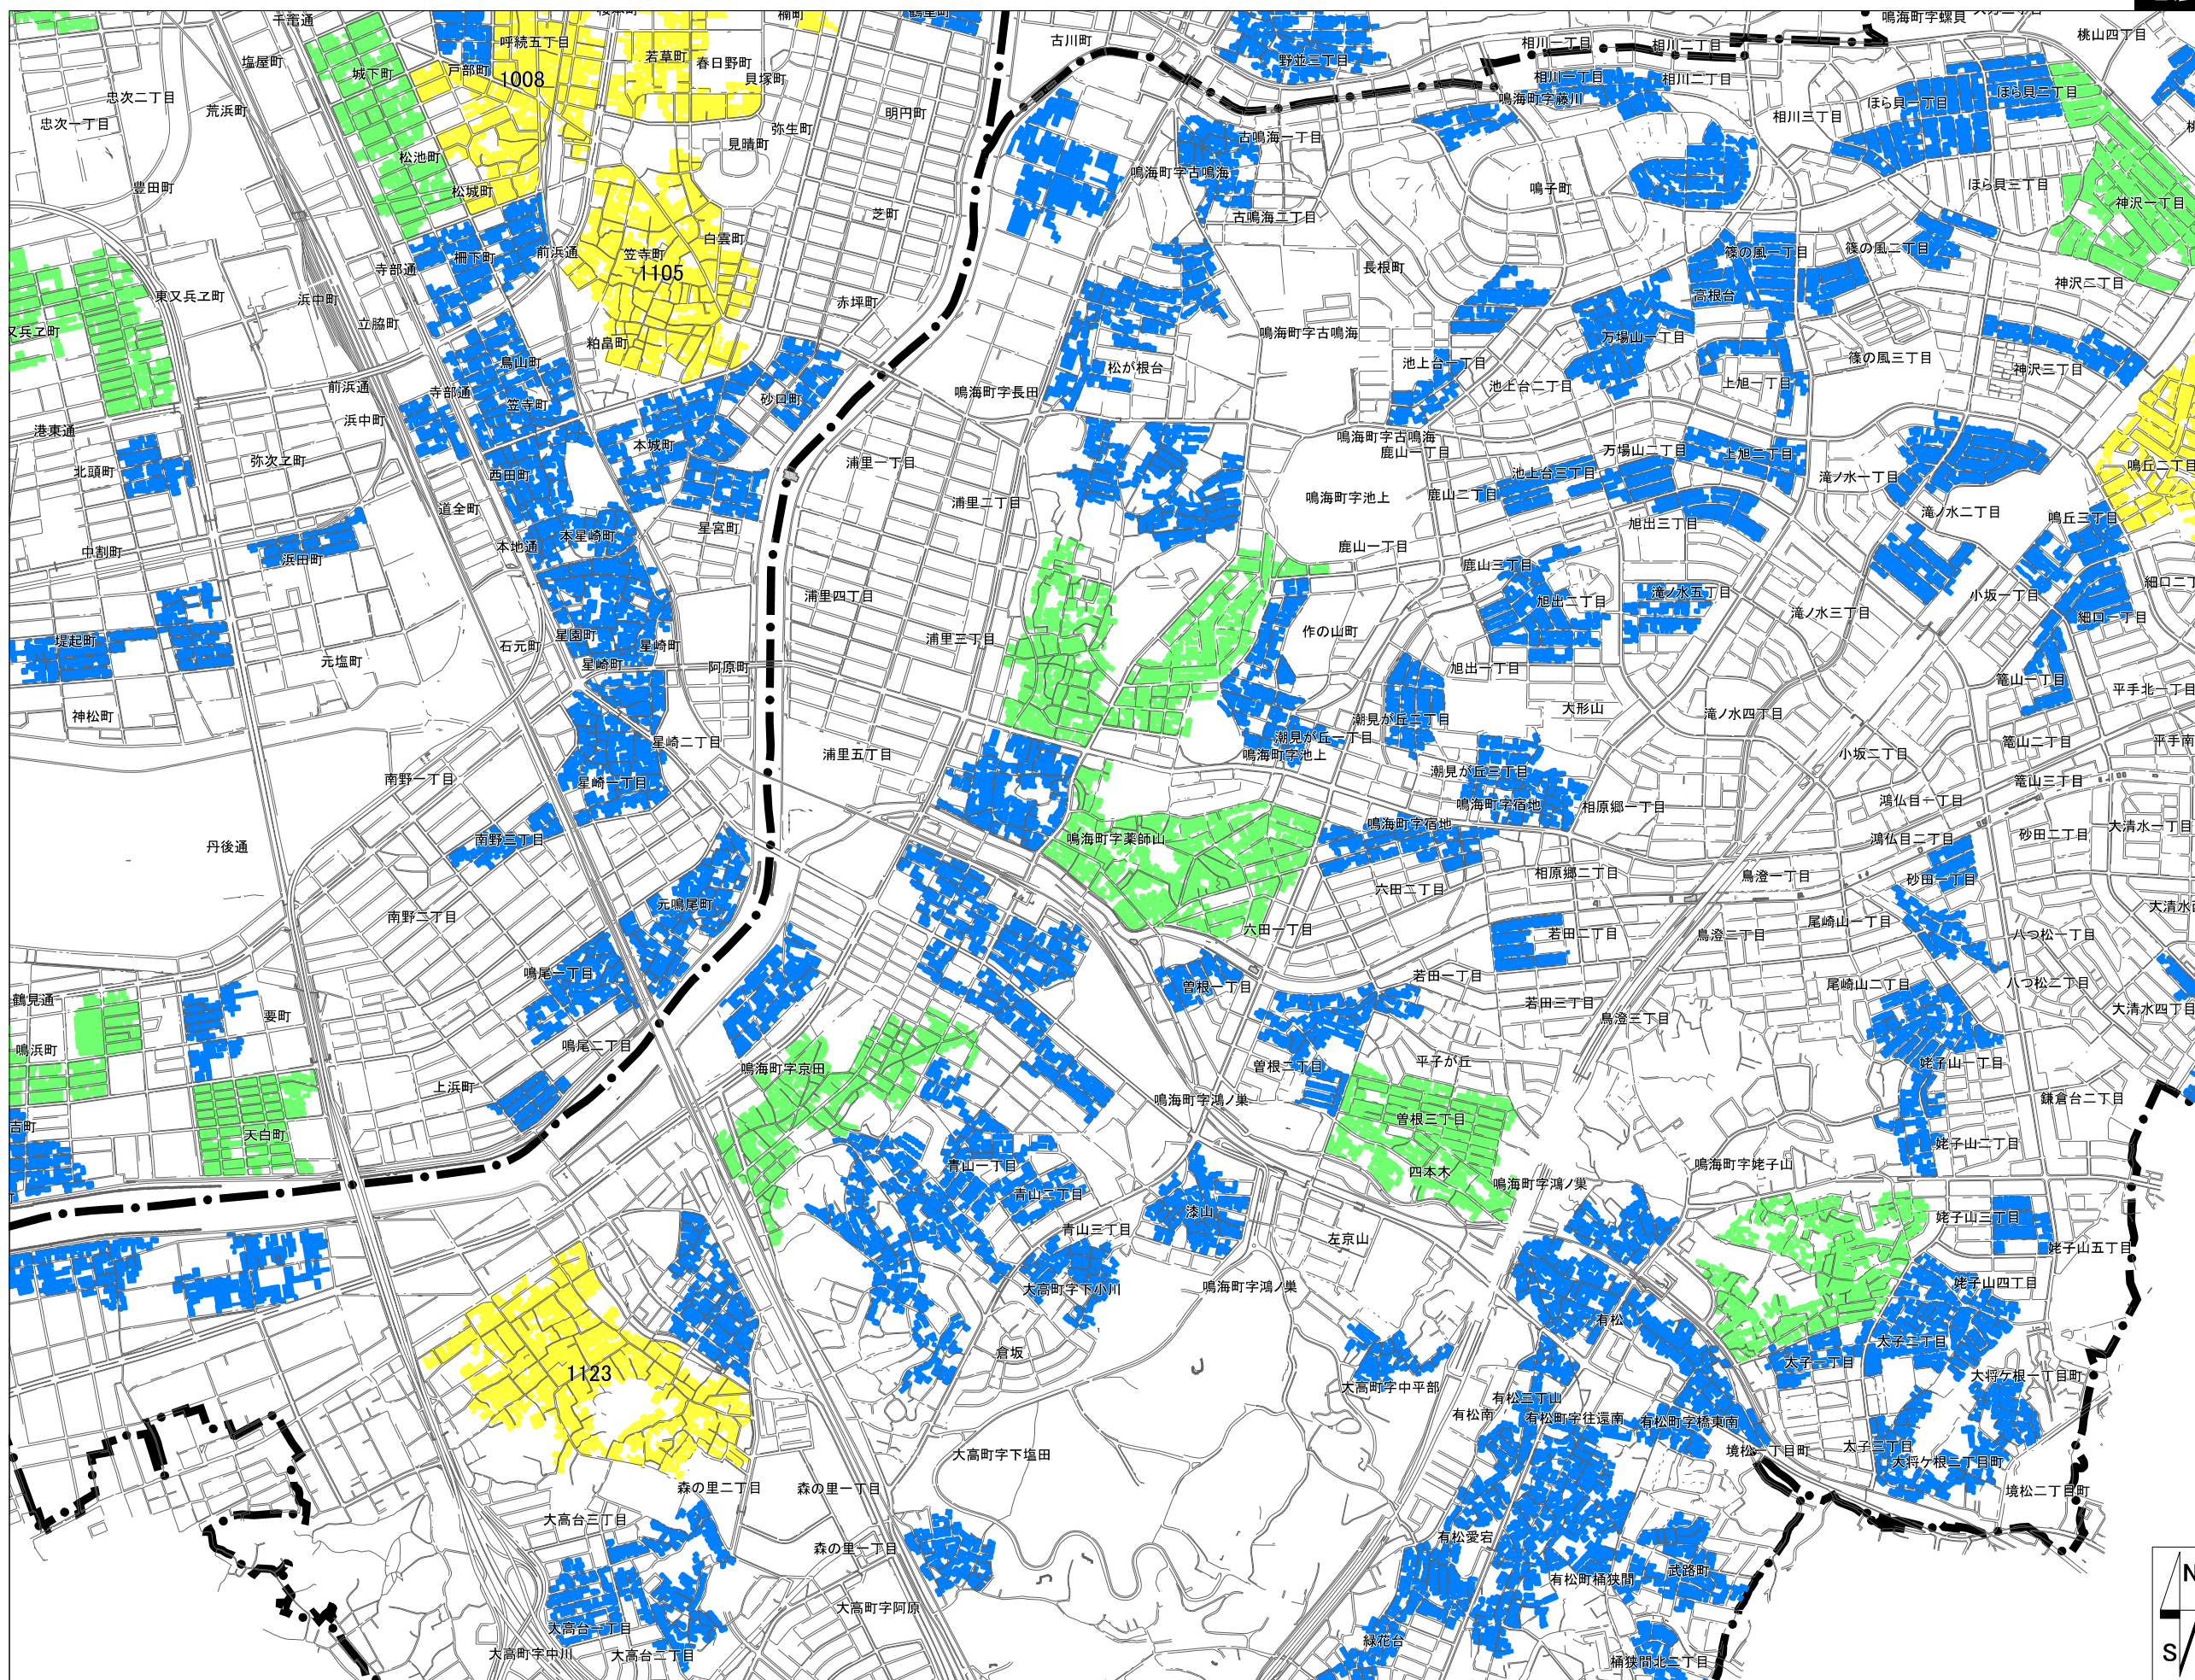 千竃通
楠町
鳴海町字螺貝
呼続五丁目
古川町
桃山四丁目
塩屋町
城下町
戸部町
1008
若草町
春日野町
貝塚町
野並三丁目
相川一丁目
相川二丁目
相川一丁目
相川二丁目
忠次二丁目
荒浜町
明円町
鳴海町字藤川
ほら貝一丁目
ほら貝二丁目
忠次一丁目
弥生町
見晴町
古鳴海一丁目
相川三丁目
松池町
鳴海町字古鳴海
豊田町
松城町
鳴子町
ほら貝三丁目
芝町
古鳴海二丁目
神沢一丁目
白雲町
笠寺町
1105
前浜通
柵下町
寺部通
長根町
篠の風一丁目
篠の風二丁目
神沢二丁目
東又兵ヱ町
浜中町
赤坪町
高根台
立脇町
又兵ヱ町
粕畠町
鳴海町字古鳴海
万場山一丁目
篠の風三丁目
鳥山町
松が根台
池上台一丁目
池上台二丁目
上旭一丁目
神沢三丁目
前浜通
寺部通
笠寺町
砂口町
鳴海町字長田
浜中町
港東通
本城町
鳴海町字古鳴海
鹿山一丁目
万場山二丁目
上旭二丁目
北頭町
弥次ヱ町
西田町
浦里一丁目
池上台三丁目
滝ノ水一丁目
鳴丘二丁目
道全町
浦里二丁目
鳴海町字池上
鹿山二丁目
旭出三丁目
滝ノ水二丁目
鳴丘三丁目
星宮町
本星崎町
本地通
中割町
浜田町
鹿山一丁目
鹿山三丁目
旭出二丁目
滝ノ水五丁目
小坂一丁目
細口二丁
浦里四丁目
滝ノ水三丁目
細口一丁目
堤起町
元塩町
石元町
星園町
星崎町
星崎町
阿原町
浦里三丁目
作の山町
旭出一丁目
篭山一丁目
平手北一丁目
神松町
大形山
滝ノ水四丁目
潮見が丘二丁目
潮見が丘一丁目
鳴海町字池上
星崎二丁目
浦里五丁目
小坂二丁目
篭山二丁目
平手南
南野一丁目
星崎一丁目
潮見が丘三丁目
鳴海町字宿地
相原郷一丁目
鴻仏目一丁目
篭山三丁目
丹後通
南野三丁目
鳴海町字薬師山
鳴海町字宿地
鴻仏目二丁目
砂田二丁目
大清水一丁目
六田二丁目
相原郷二丁目
鳥澄一丁目
砂田一丁目
南野二丁目
元鳴尾町
六田一丁目
若田二丁目
鳥澄二丁目
尾崎山一丁目
八つ松一丁目
鳴尾一丁目
曽根一丁目
若田一丁目
若田三丁目
尾崎山二丁目
八つ松二丁目
大清水四丁目
鶴見通
要町
鳥澄三丁目
鳴浜町
鳴尾二丁目
鳴海町字京田
曽根二丁目
平子が丘
姥子山一丁目
上浜町
鳴海町字鴻ノ巣
曽根三丁目
鎌倉台二丁目
吉町
天白町
青山一丁目
姥子山二丁目
四本木
鳴海町字姥子山
鳴海町字鴻ノ巣
青山二丁目
漆山
青山三丁目
左京山
姥子山三丁目
姥子山五丁目
大高町字下小川
鳴海町字鴻ノ巣
姥子山四丁目
有松
太子二丁目
倉坂
太子一丁目
1123
大高町字中平部
有松三丁山
大将ケ根一丁目町
有松南
有松町字往還南
有松町字橋東南
境松一丁目町
太子三丁目
大高町字下塩田
大将ケ根二丁目町
森の里二丁目
森の里一丁目
境松二丁目町
大高台三丁目
有松愛宕
森の里一丁目
有松町桶狭間
武路町
大高町字阿原
大高台一丁目
大高町字中川
大高台二丁目
緑花台
桶狭間北二丁目
N
S